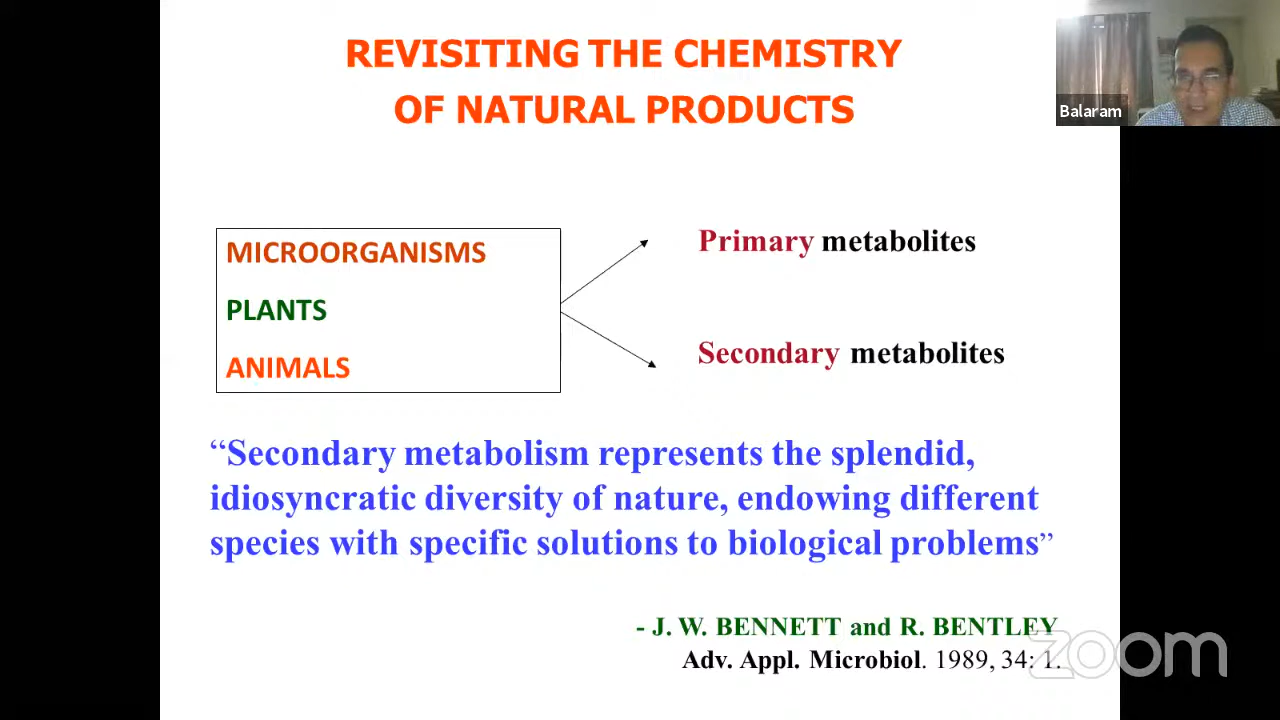 REVISITING THE CHEMISTRY
OF NATURAL PRODUCTS
Balaram
MICROORGANISMS
PLANTS
ANIMALS
Primary metabolites
Secondary metabolites
“Secondary metabolism represents the splendid,
idiosyncratic diversity of nature, endowing different
species with specific solutions to biological problems”
- J. W. BENNETT and R. BENTLEY
Adv. Appl. Microbiol. 1989, 34: 1.
zoom